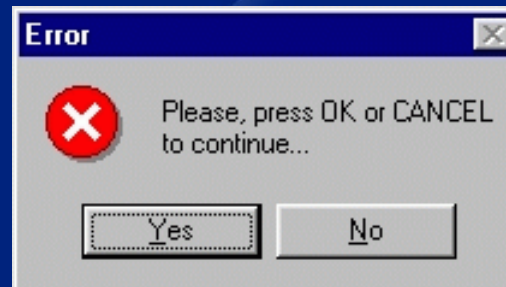 Error
Please, press OK or CANCEL
to continue...
Yes No